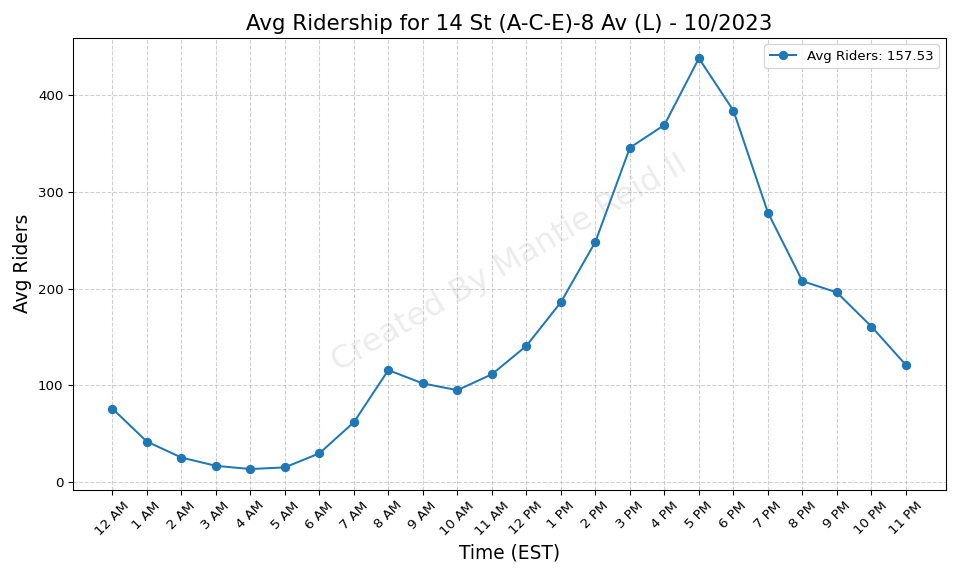 Avg Ridership for 14 St (A-C-E)-8 Av (L) - 10/2023
Avg Riders: 157.53
400
300
200
100
0
Avg Riders
Created By Mantie Reid II
12 AM
1 AM
2 AM
3 AM
4 AM
5 AM
6 AM
7 AM
8 AM
9 AM
10 AM
11 AM
12 PM
1 PM
2 PM
3 PM
4 PM
5 PM
6 PM
7 PM
8 PM
9 PM
10 PM
11 PM
Time (EST)